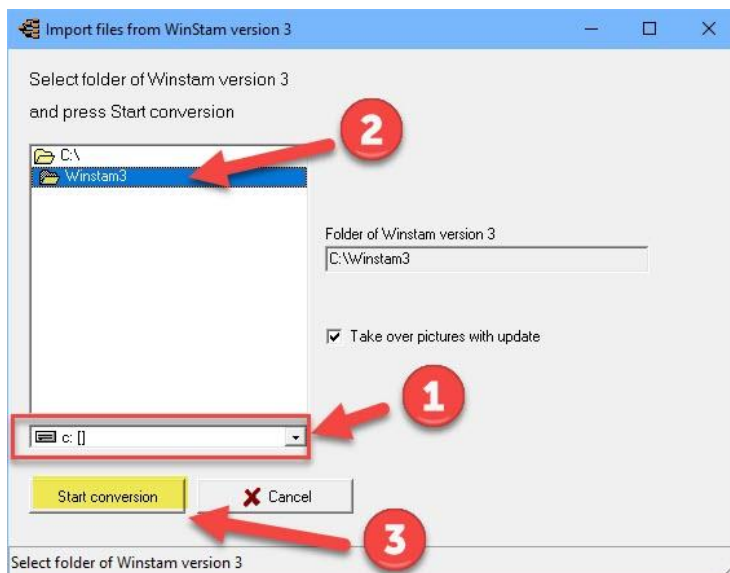 Import files from WinStam version 3
Select folder of Winstam version 3
and press Start conversion
2
C:\
Winstam3
Folder of Winstam version 3
C:\Winstam3
Take over pictures with update
1
c: []
Start conversion
Cancel
3
Select folder of Winstam version 3